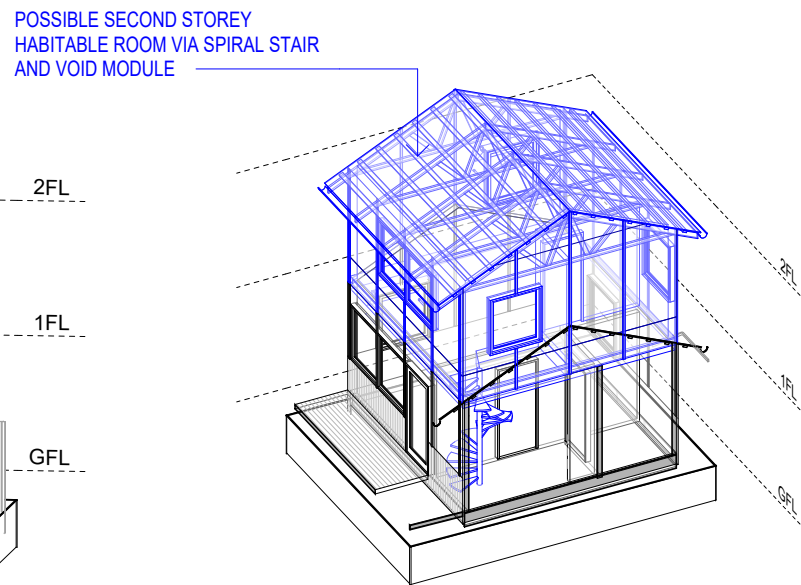 POSSIBLE SECOND STOREY
HABITABLE ROOM VIA SPIRAL STAIR
AND VOID MODULE
2FL
1FL
GFL
2FL
1FL
GFL